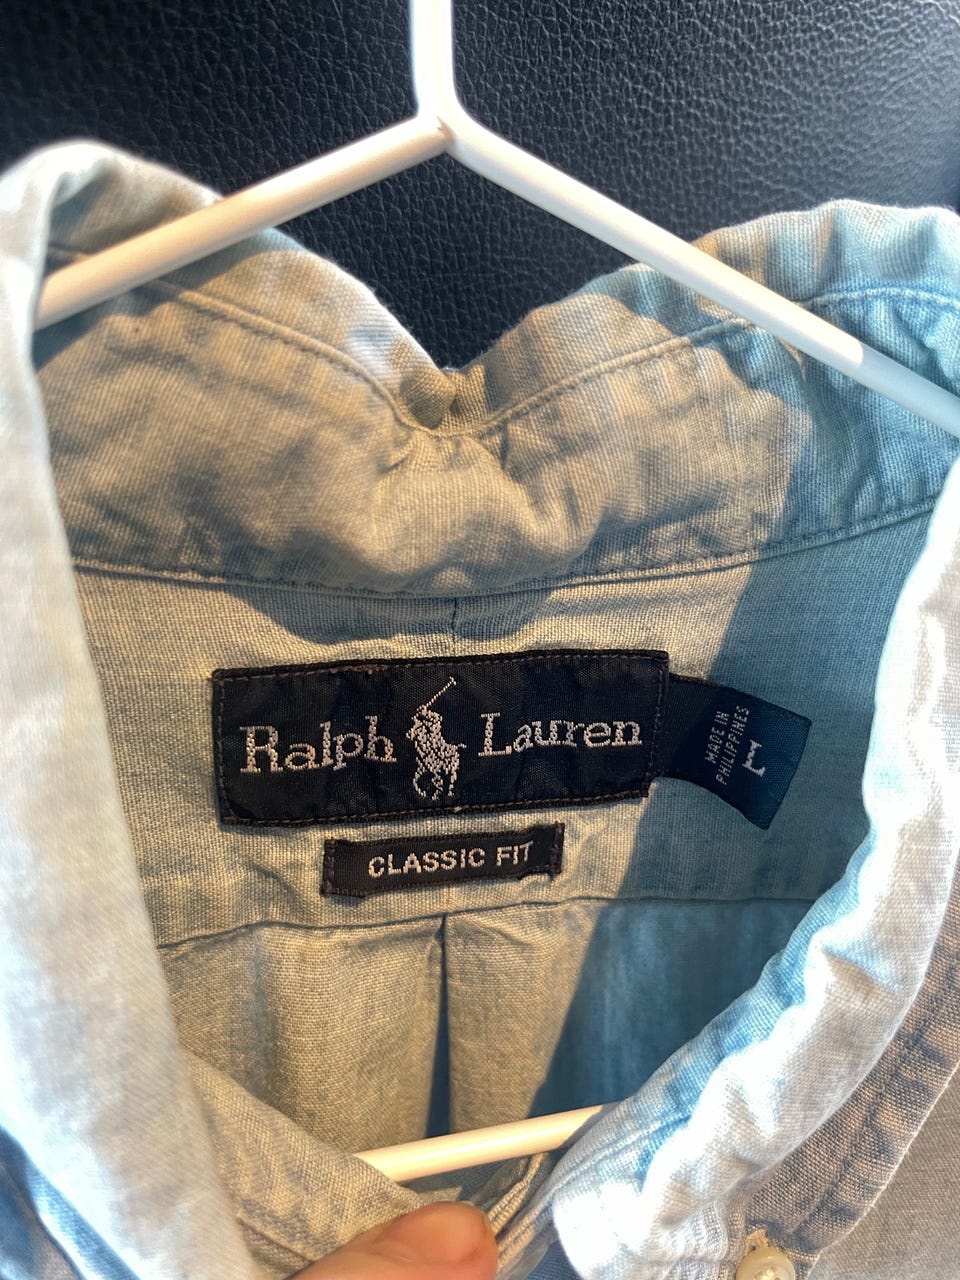 Ralph Lauren
MADE IN
PHILIPPINES
L
CLASSIC FIT